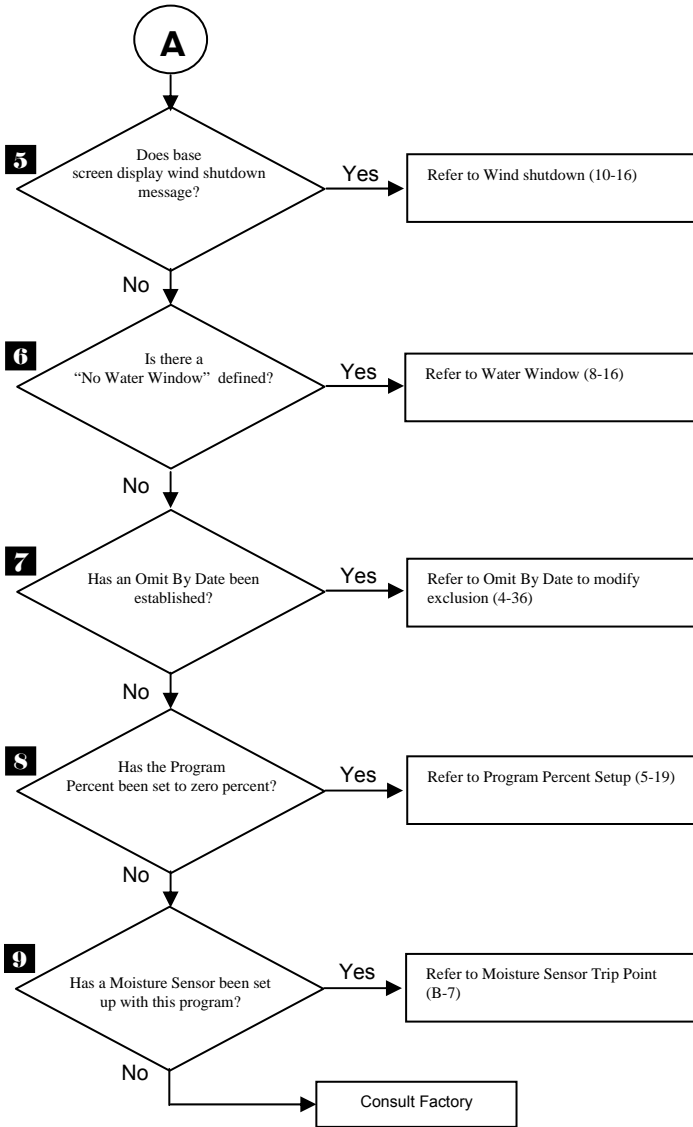 A
5
Does base
screen display wind shutdown
message?
Yes
Refer to Wind shutdown (10-16)
No
6
Is there a
“No Water Window” defined?
Yes
Refer to Water Window (8-16)
No
7
Has an Omit By Date been
established?
Yes
Refer to Omit By Date to modify
exclusion (4-36)
No
8
Has the Program
Percent been set to zero percent?
Yes
Refer to Program Percent Setup (5-19)
No
9
Has a Moisture Sensor been set
up with this program?
Yes
Refer to Moisture Sensor Trip Point
(B-7)
No
Consult Factory